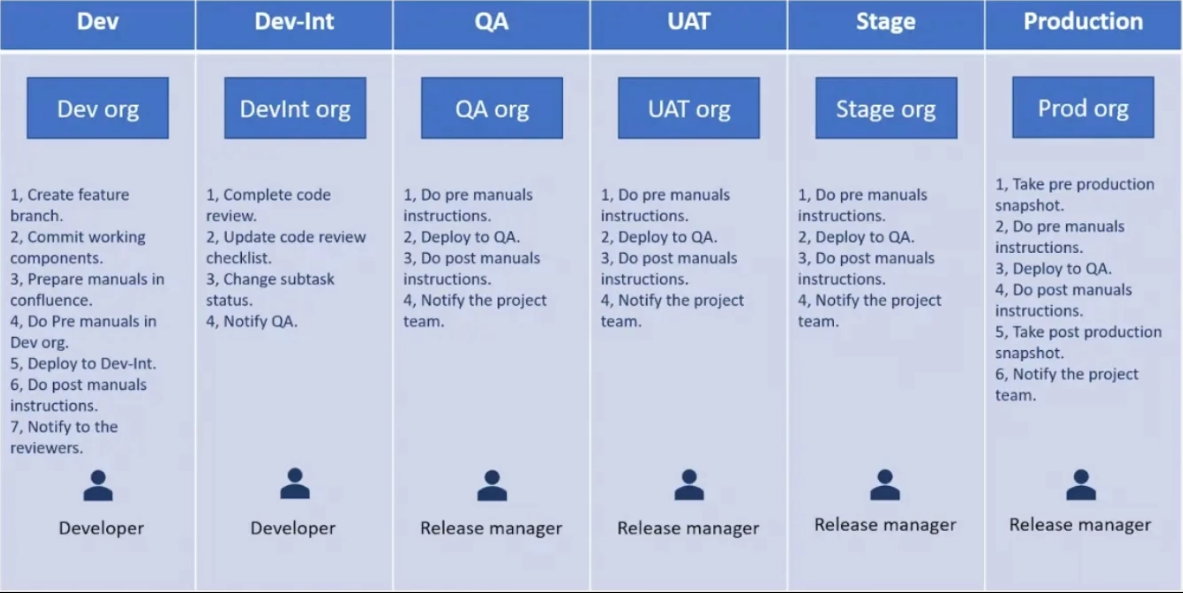 Dev
Dev-Int
QA
UAT
Stage
Production
Dev org
DevInt org
QA org
UAT org
Stage org
Prod org
1, Create feature
branch.
2, Commit working
components.
3, Prepare manuals in
confluence.
4, Do Pre manuals in
Dev org.
5, Deploy to Dev-Int.
6, Do post manuals
instructions.
7, Notify to the
reviewers.
1, Complete code
review.
2, Update code review
checklist.
3, Change subtask
status.
4, Notify QA.
1, Do pre manuals
instructions.
2, Deploy to QA.
3, Do post manuals
instructions.
4, Notify the project
team.
1, Do pre manuals
instructions.
2, Deploy to QA.
3, Do post manuals
instructions.
4, Notify the project
team.
1, Do pre manuals
instructions.
2, Deploy to QA.
3, Do post manuals
instructions.
4, Notify the project
team.
1, Take pre production
snapshot.
2, Do pre manuals
instructions.
3, Deploy to QA.
4, Do post manuals
instructions.
5, Take post production
snapshot.
6, Notify the project
team.
Developer
Developer
Release manager
Release manager
Release manager
Release manager